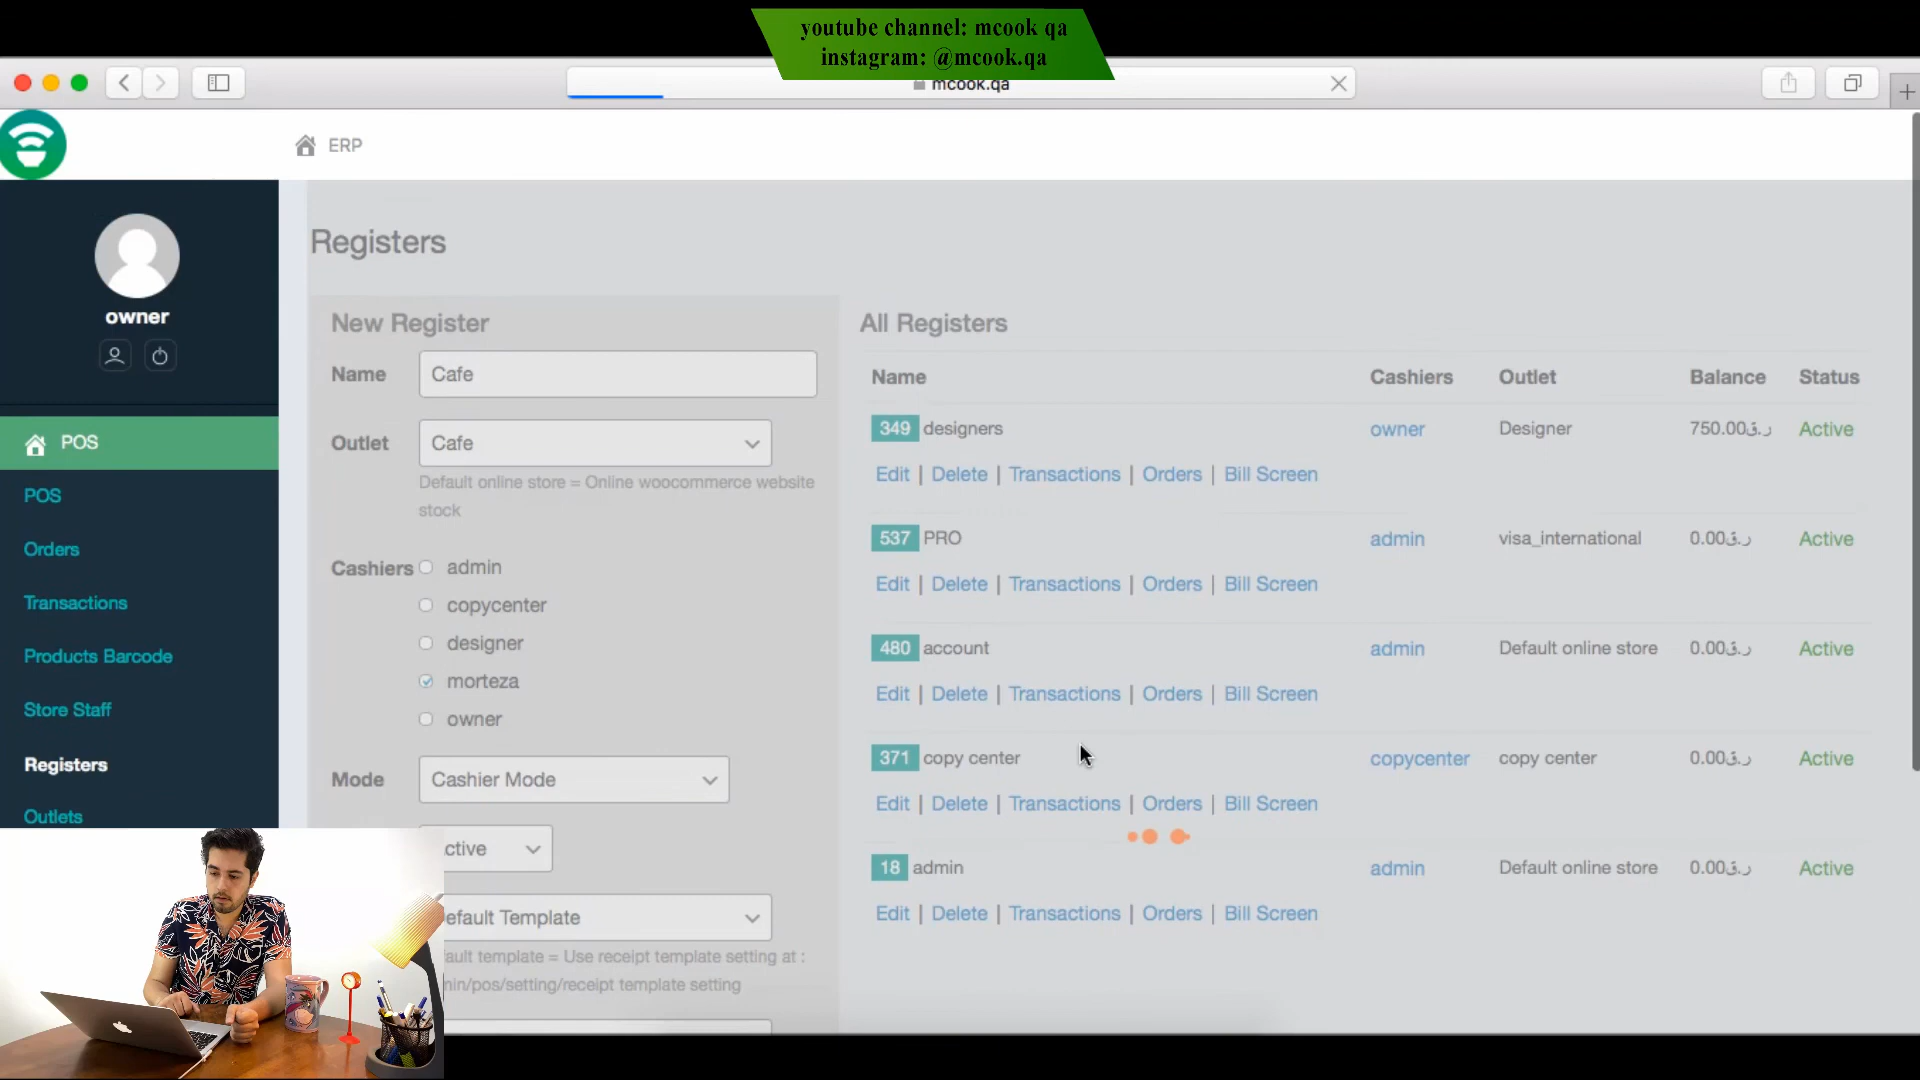 youtube channel: mcook qa
instagram: @mcook.qa
mcook.qa
ERP
owner
POS
POS
Orders
Transactions
Products Barcode
Store Staff
Registers
Outlets
Registers
New Register
Name Cafe
Outlet Cafe
Default online store = Online woocommerce website
stock
Cashiers admin
copycenter
designer
morteza
owner
Mode Cashier Mode
ctive
efault Template
ault template = Use receipt template setting at :
min/pos/setting/receipt template setting
All Registers
Name Cashiers Outlet Balance Status
349 designers owner Designer 750.00ر.ق Active
Edit | Delete | Transactions | Orders | Bill Screen
537 PRO admin visa_international 0.00ر.ق Active
Edit | Delete | Transactions | Orders | Bill Screen
480 account admin Default online store 0.00ر.ق Active
Edit | Delete | Transactions | Orders | Bill Screen
371 copy center copycenter copy center 0.00ر.ق Active
Edit | Delete | Transactions | Orders | Bill Screen
18 admin admin Default online store 0.00ر.ق Active
Edit | Delete | Transactions | Orders | Bill Screen